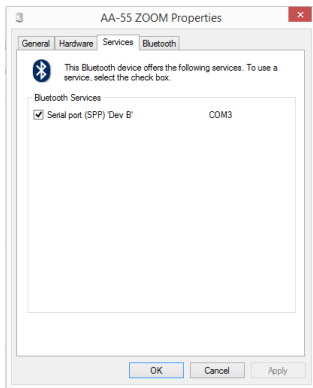 AA-55 ZOOM Properties
General Hardware Services Bluetooth
This Bluetooth device offers the following services. To use a
service, select the check box.
Bluetooth Services
Serial port (SPP) 'Dev B' COM3
OK Cancel Apply